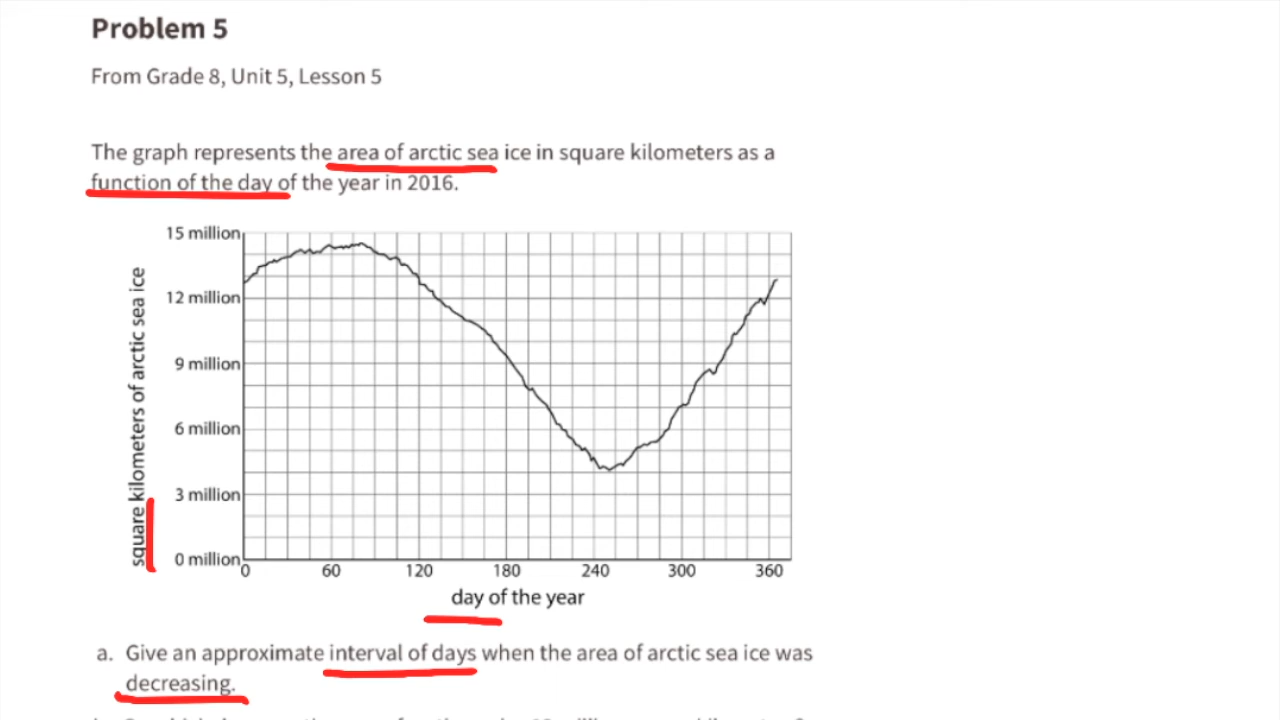 Problem 5
From Grade 8, Unit 5, Lesson 5
The graph represents the area of arctic sea ice in square kilometers as a
function of the day of the year in 2016.
square kilometers of arctic sea ice
15 million
12 million
9 million
6 million
3 million
0 million
0 60 120 180 240 300 360
day of the year
a. Give an approximate interval of days when the area of arctic sea ice was
decreasing.